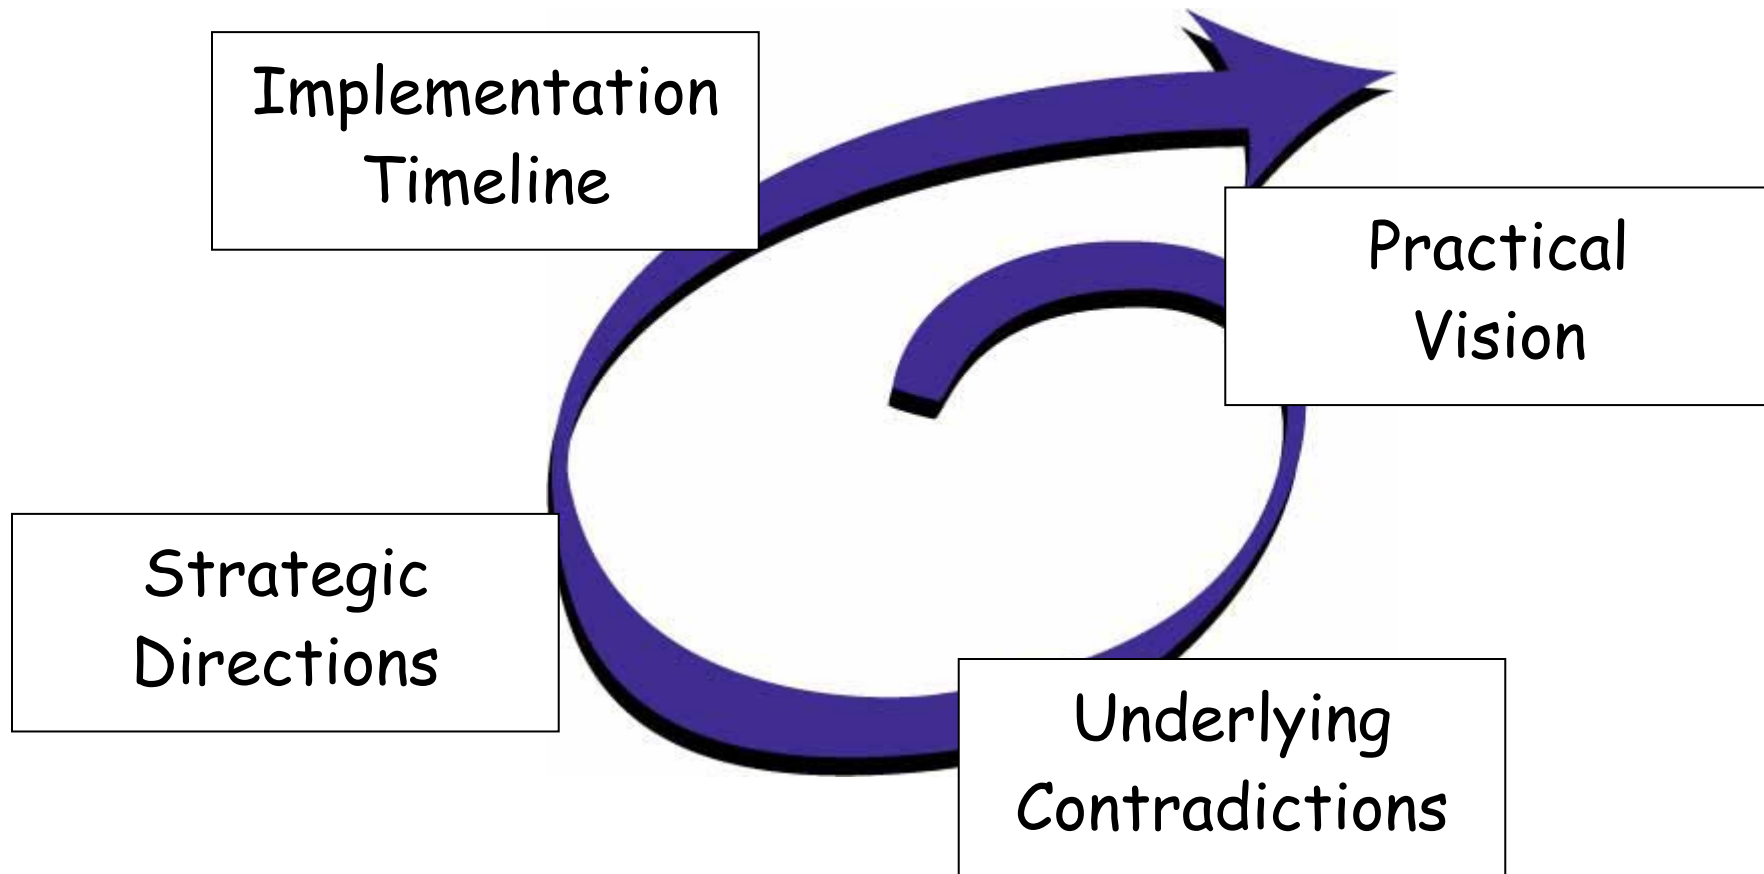 Implementation
Timeline
Practical
Vision
Strategic
Directions
Underlying
Contradictions